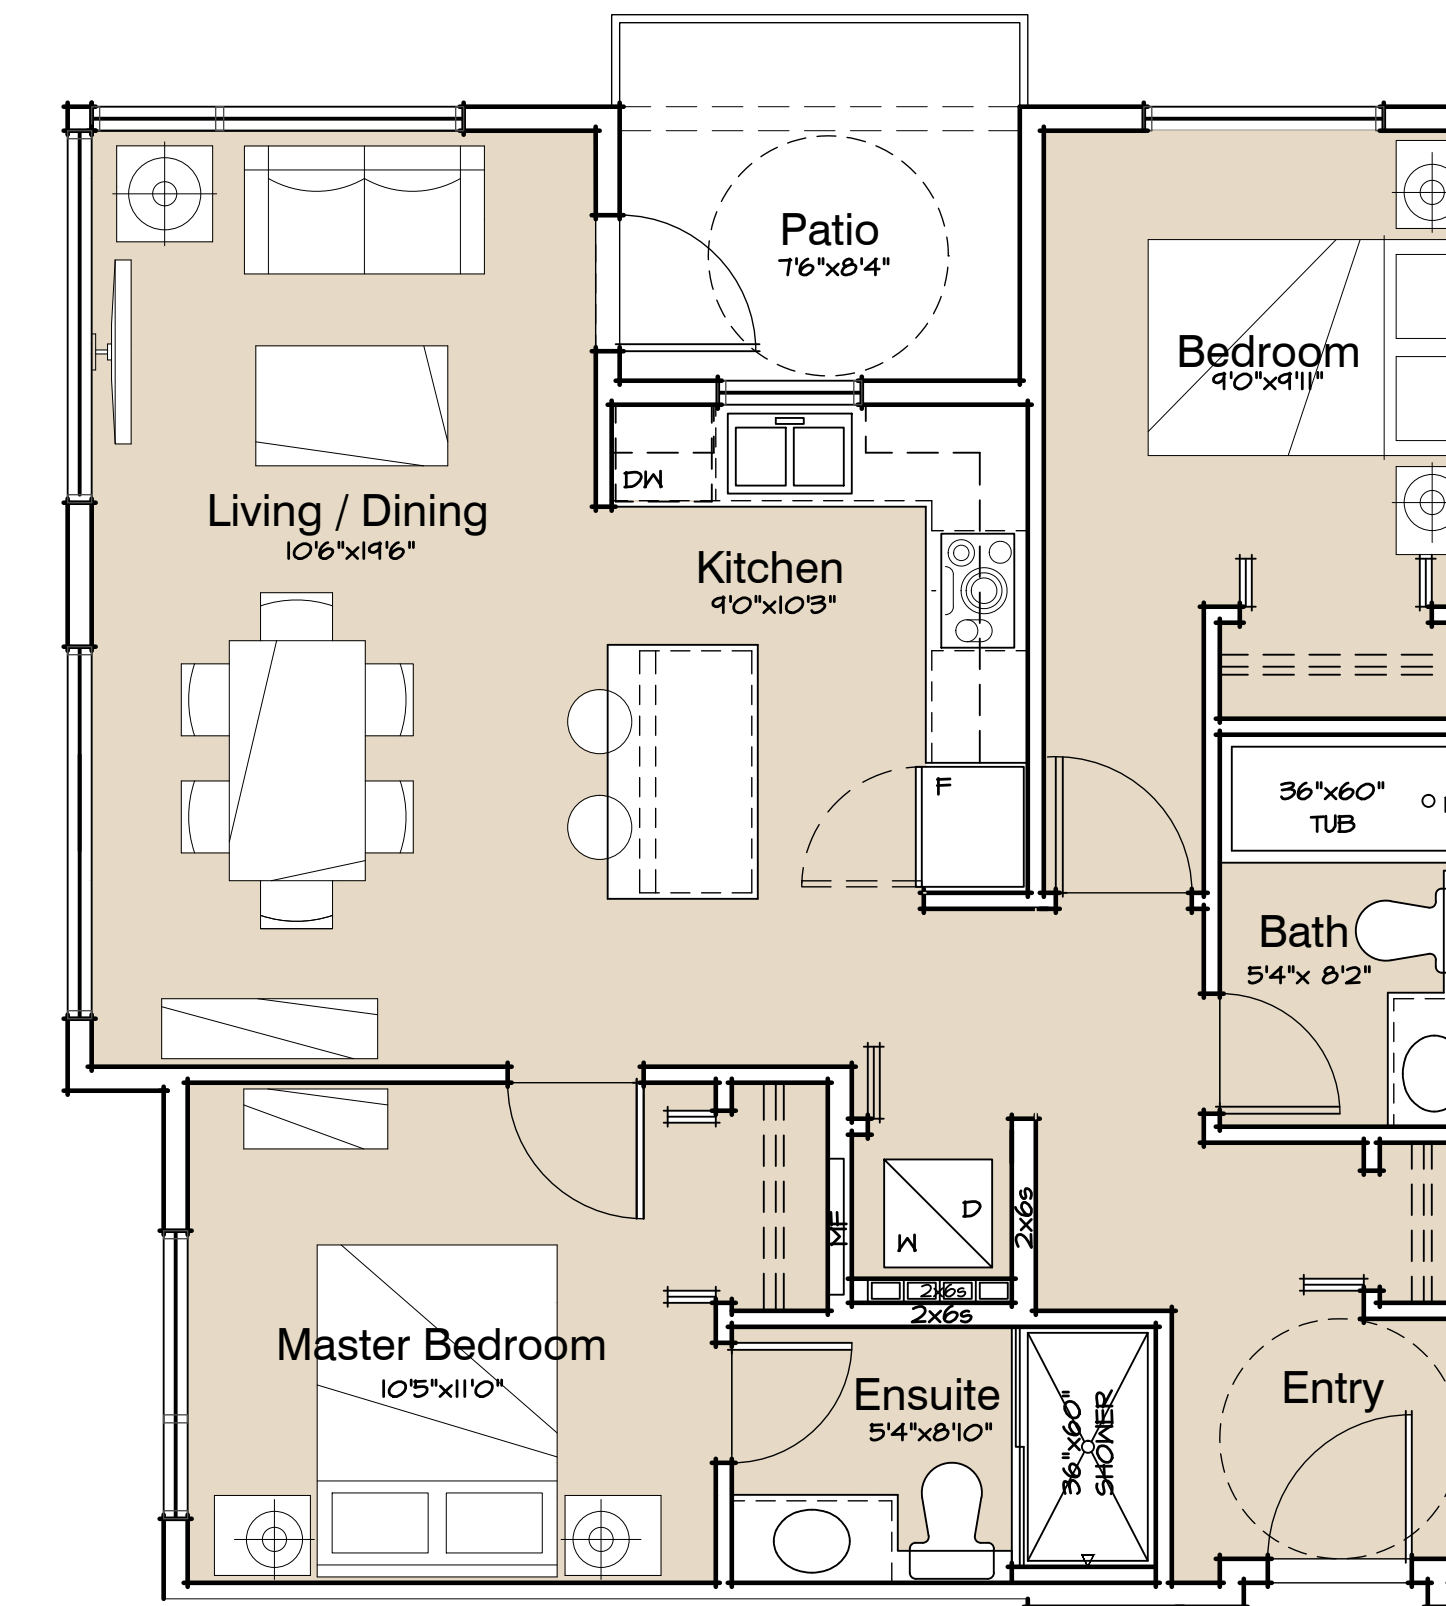 Patio
7'6"x8'4"
Bedroom
9'0"x9'11"
DW
Living / Dining
10'6"x19'6"
Kitchen
9'0"x10'3"
F
36"x60"
TUB
Bath
5'4"x 8'2"
MF
W
D
2x6s
2x6s
2x6s
Master Bedroom
10'5"x11'0"
Ensuite
5'4"x8'10"
36"x60"
SHOWER
Entry